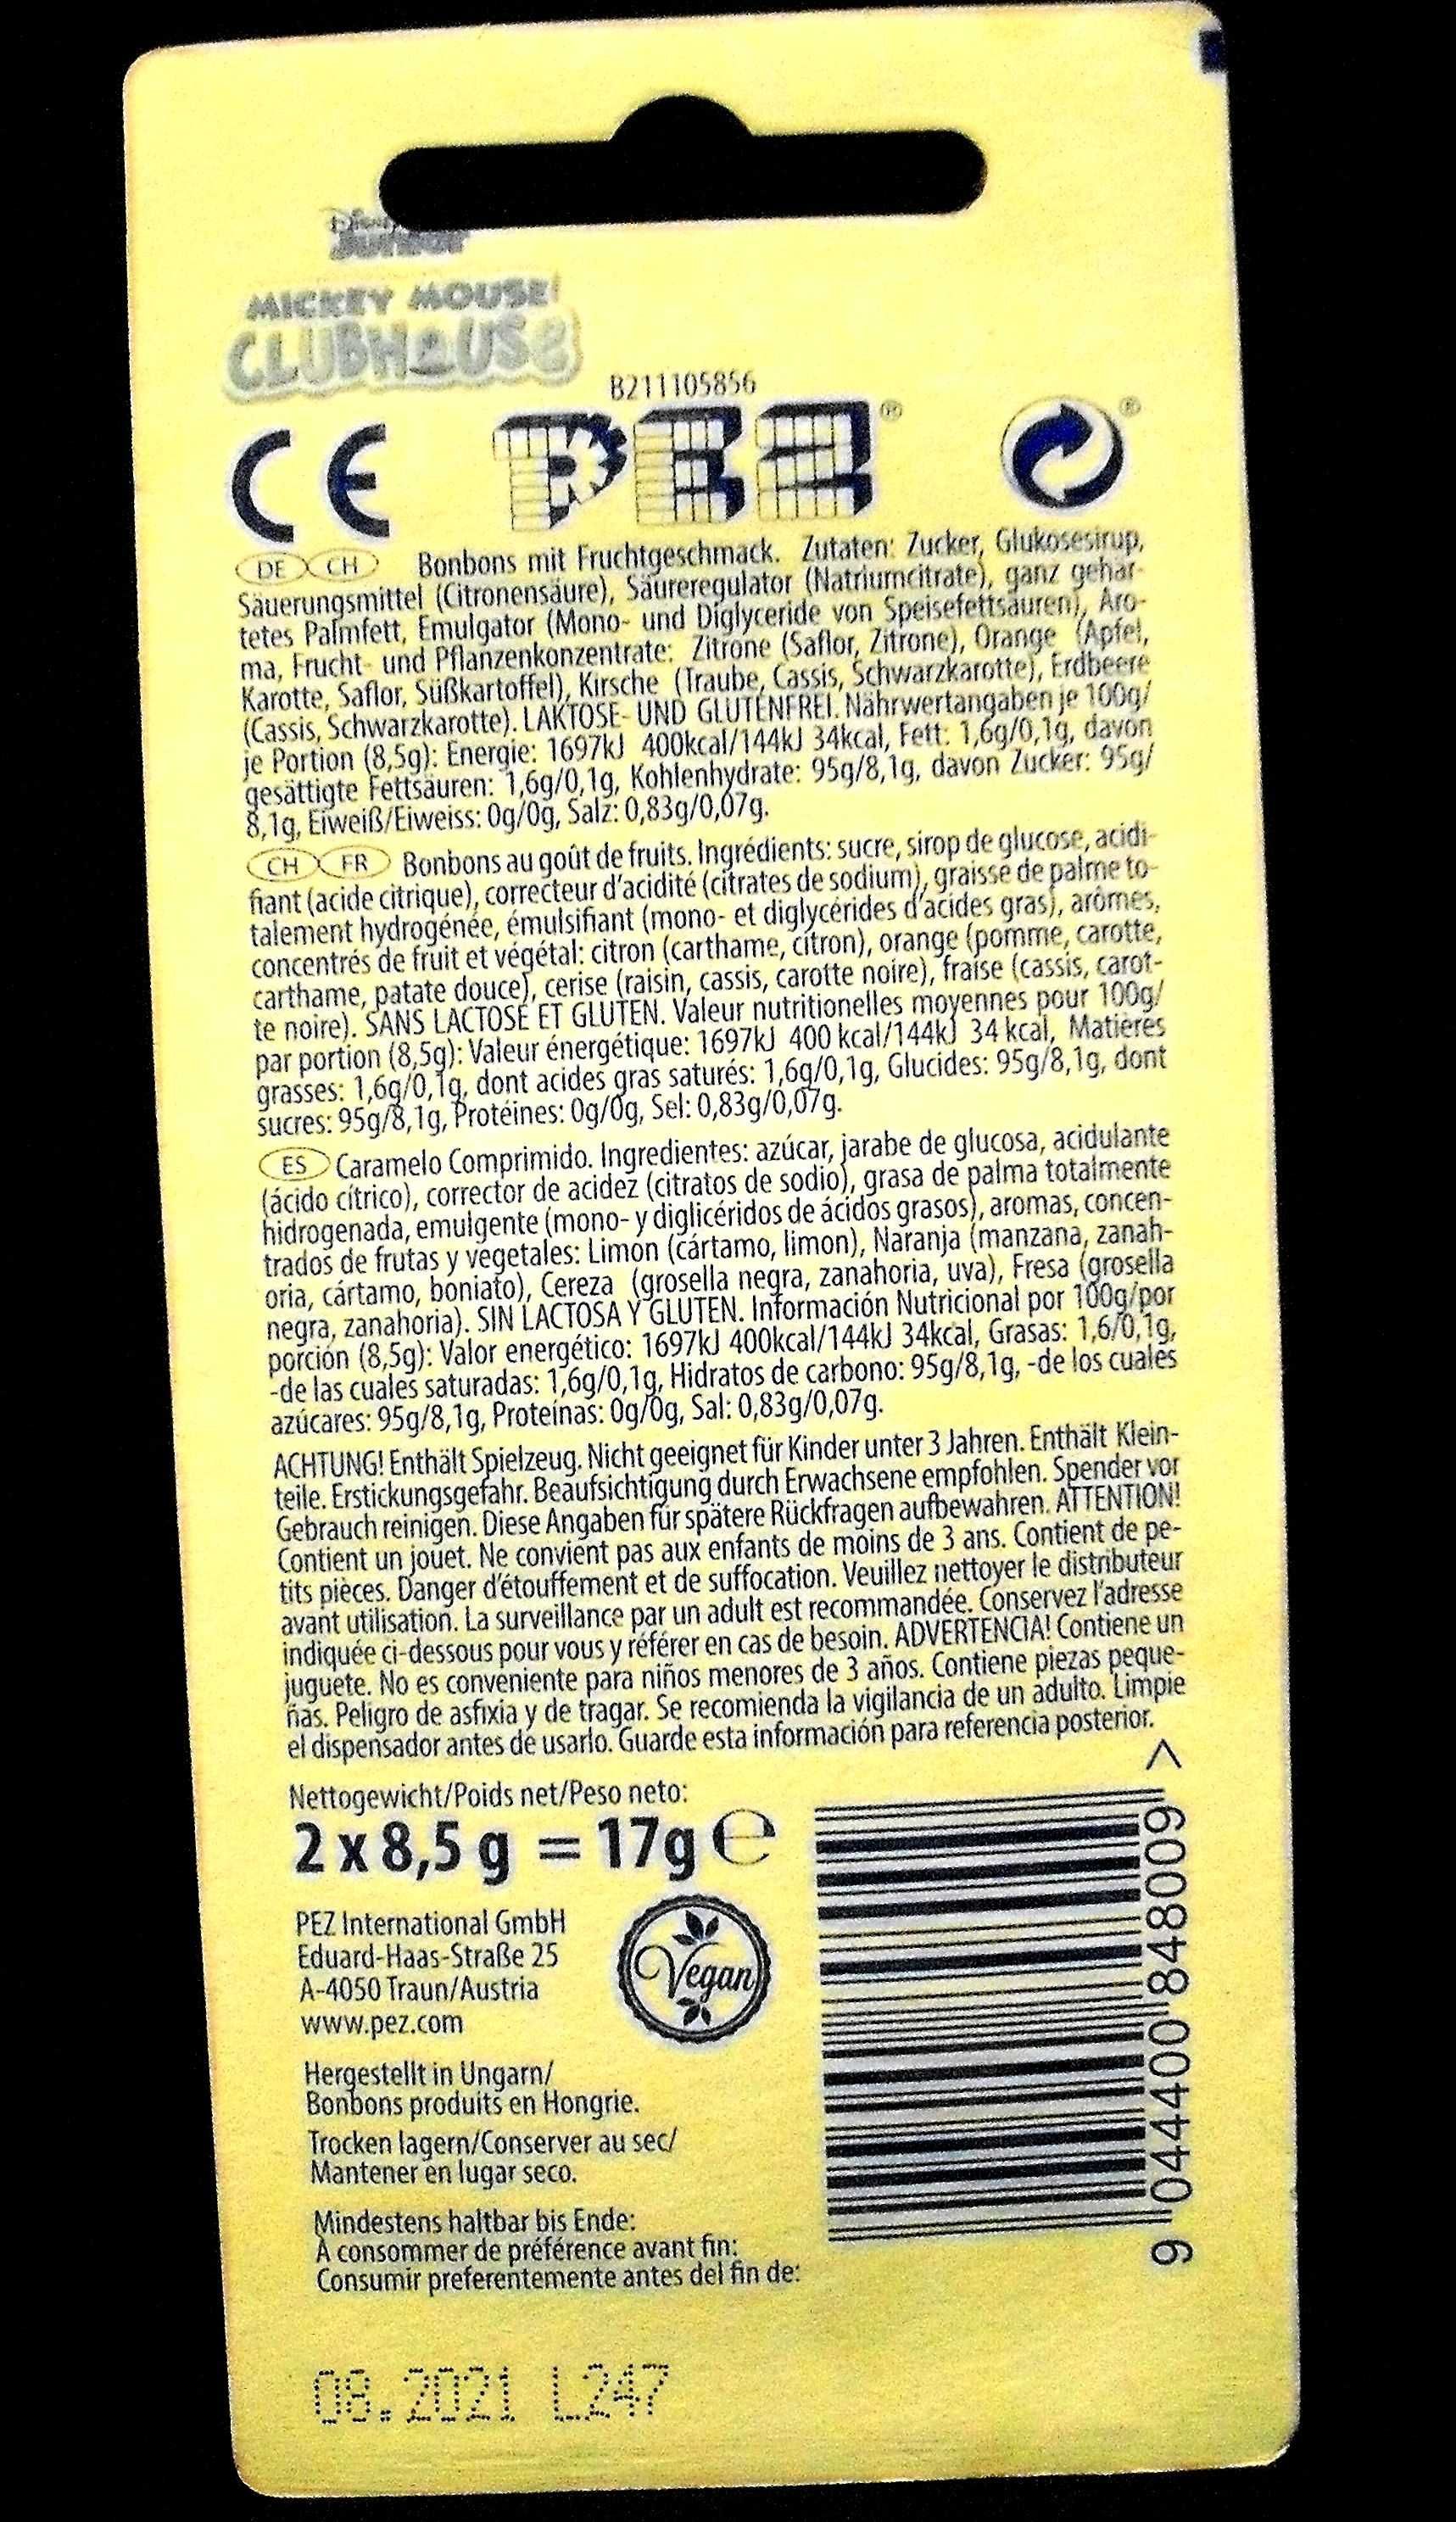 Disney
Junior
MICKEY MOUSE
CLUBHOUSE
B211105856
CE PEZ® ®
DE CH Bonbons mit Fruchtgeschmack. Zutaten: Zucker, Glukosesirup,
Säuerungsmittel (Citronensäure), Säureregulator (Natriumcitrate), ganz gehär-
tetes Palmfett, Emulgator (Mono- und Diglyceride von Speisefettsäuren), Aro-
ma, Frucht- und Pflanzenkonzentrate: Zitrone (Saflor, Zitrone), Orange (Apfel,
Karotte, Saflor, Süßkartoffel), Kirsche (Traube, Cassis, Schwarzkarotte), Erdbeere
(Cassis, Schwarzkarotte). LAKTOSE- UND GLUTENFREI. Nährwertangaben je 100g/
je Portion (8,5g): Energie: 1697kJ 400kcal/144kJ 34kcal, Fett: 1,6g/0,1g, davon
gesättigte Fettsäuren: 1,6g/0,1g, Kohlenhydrate: 95g/8,1g, davon Zucker: 95g/
8,1g, Eiweiß/Eiweiss: 0g/0g, Salz: 0,83g/0,07g.
CH FR Bonbons au goût de fruits. Ingrédients: sucre, sirop de glucose, acidi-
fiant (acide citrique), correcteur d'acidité (citrates de sodium), graisse de palme to-
talement hydrogénée, émulsifiant (mono- et diglycérides d'acides gras), arômes,
concentrés de fruit et végétal: citron (carthame, citron), orange (pomme, carotte,
carthame, patate douce), cerise (raisin, cassis, carotte noire), fraise (cassis, carot-
te noire). SANS LACTOSE ET GLUTEN. Valeur nutritionelles moyennes pour 100g/
par portion (8,5g): Valeur énergétique: 1697kJ 400 kcal/144kJ 34 kcal, Matières
grasses: 1,6g/0,1g, dont acides gras saturés: 1,6g/0,1g, Glucides: 95g/8,1g, dont
sucres: 95g/8,1g, Protéines: 0g/0g, Sel: 0,83g/0,07g.
ES Caramelo Comprimido. Ingredientes: azúcar, jarabe de glucosa, acidulante
(ácido cítrico), corrector de acidez (citratos de sodio), grasa de palma totalmente
hidrogenada, emulgente (mono- y diglicéridos de ácidos grasos), aromas, concen-
trados de frutas y vegetales: Limon (cártamo, limon), Naranja (manzana, zanah-
oria, cártamo, boniato), Cereza (grosella negra, zanahoria, uva), Fresa (grosella
negra, zanahoria). SIN LACTOSA Y GLUTEN. Información Nutricional por 100g/por
porción (8,5g): Valor energético: 1697kJ 400kcal/144kJ 34kcal, Grasas: 1,6/0,1g,
-de las cuales saturadas: 1,6g/0,1g, Hidratos de carbono: 95g/8,1g, -de los cuales
azúcares: 95g/8,1g, Proteínas: 0g/0g, Sal: 0,83g/0,07g.
ACHTUNG! Enthält Spielzeug. Nicht geeignet für Kinder unter 3 Jahren. Enthält Klein-
teile. Erstickungsgefahr. Beaufsichtigung durch Erwachsene empfohlen. Spender vor
Gebrauch reinigen. Diese Angaben für spätere Rückfragen aufbewahren. ATTENTION!
Contient un jouet. Ne convient pas aux enfants de moins de 3 ans. Contient de pe-
tits pièces. Danger d'étouffement et de suffocation. Veuillez nettoyer le distributeur
avant utilisation. La surveillance par un adult est recommandée. Conservez l'adresse
indiquée ci-dessous pour vous y référer en cas de besoin. ADVERTENCIA! Contiene un
juguete. No es conveniente para niños menores de 3 años. Contiene piezas peque-
ñas. Peligro de asfixia y de tragar. Se recomienda la vigilancia de un adulto. Limpie
el dispensador antes de usarlo. Guarde esta información para referencia posterior.
Nettogewicht/Poids net/Peso neto:
2 x 8,5 g = 17g e
PEZ International GmbH
Eduard-Haas-Straße 25
A-4050 Traun/Austria
www.pez.com
Vegan
Hergestellt in Ungarn/
Bonbons produits en Hongrie.
Trocken lagern/Conserver au sec/
Mantener en lugar seco.
Mindestens haltbar bis Ende:
À consommer de préférence avant fin:
Consumir preferentemente antes del fin de:
08.2021 L247
9 044400 848009 >